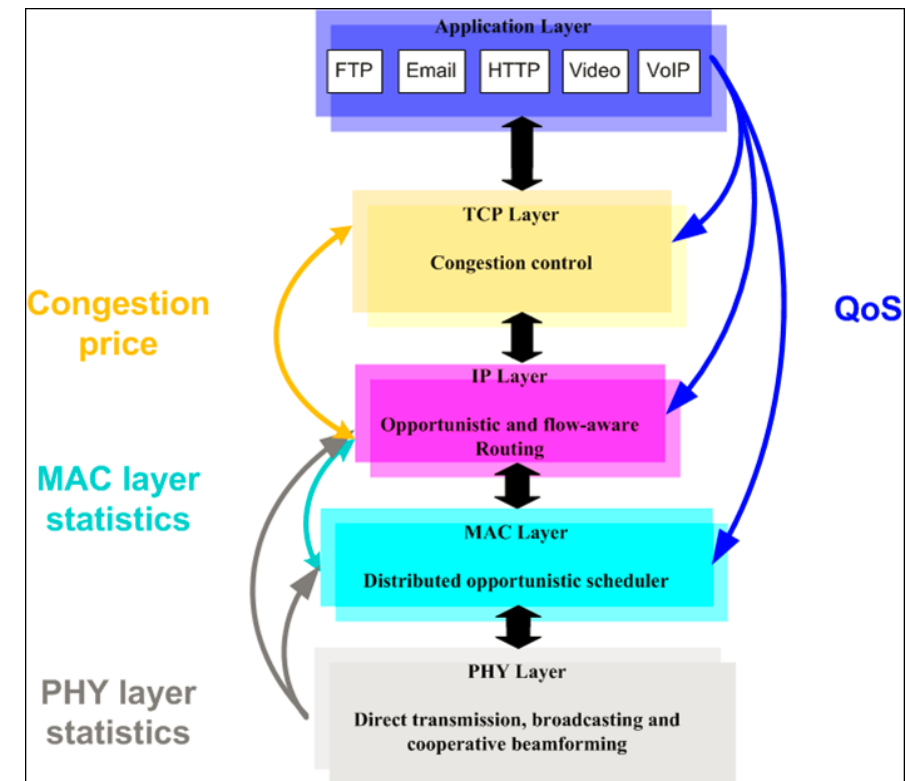 Application Layer
FTP
Email
HTTP
Video
VoIP
TCP Layer
Congestion control
Congestion
price
QoS
IP Layer
Opportunistic and flow-aware
Routing
MAC layer
statistics
MAC Layer
Distributed opportunistic scheduler
PHY layer
statistics
PHY Layer
Direct transmission, broadcasting and
cooperative beamforming